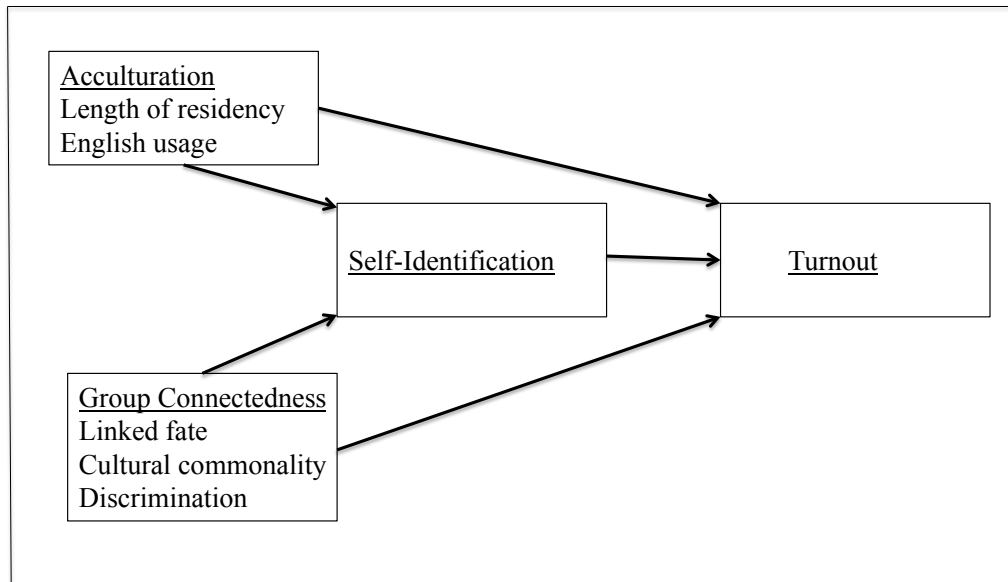 Acculturation
Length of residency
English usage
Self-Identification
Turnout
Group Connectedness
Linked fate
Cultural commonality
Discrimination